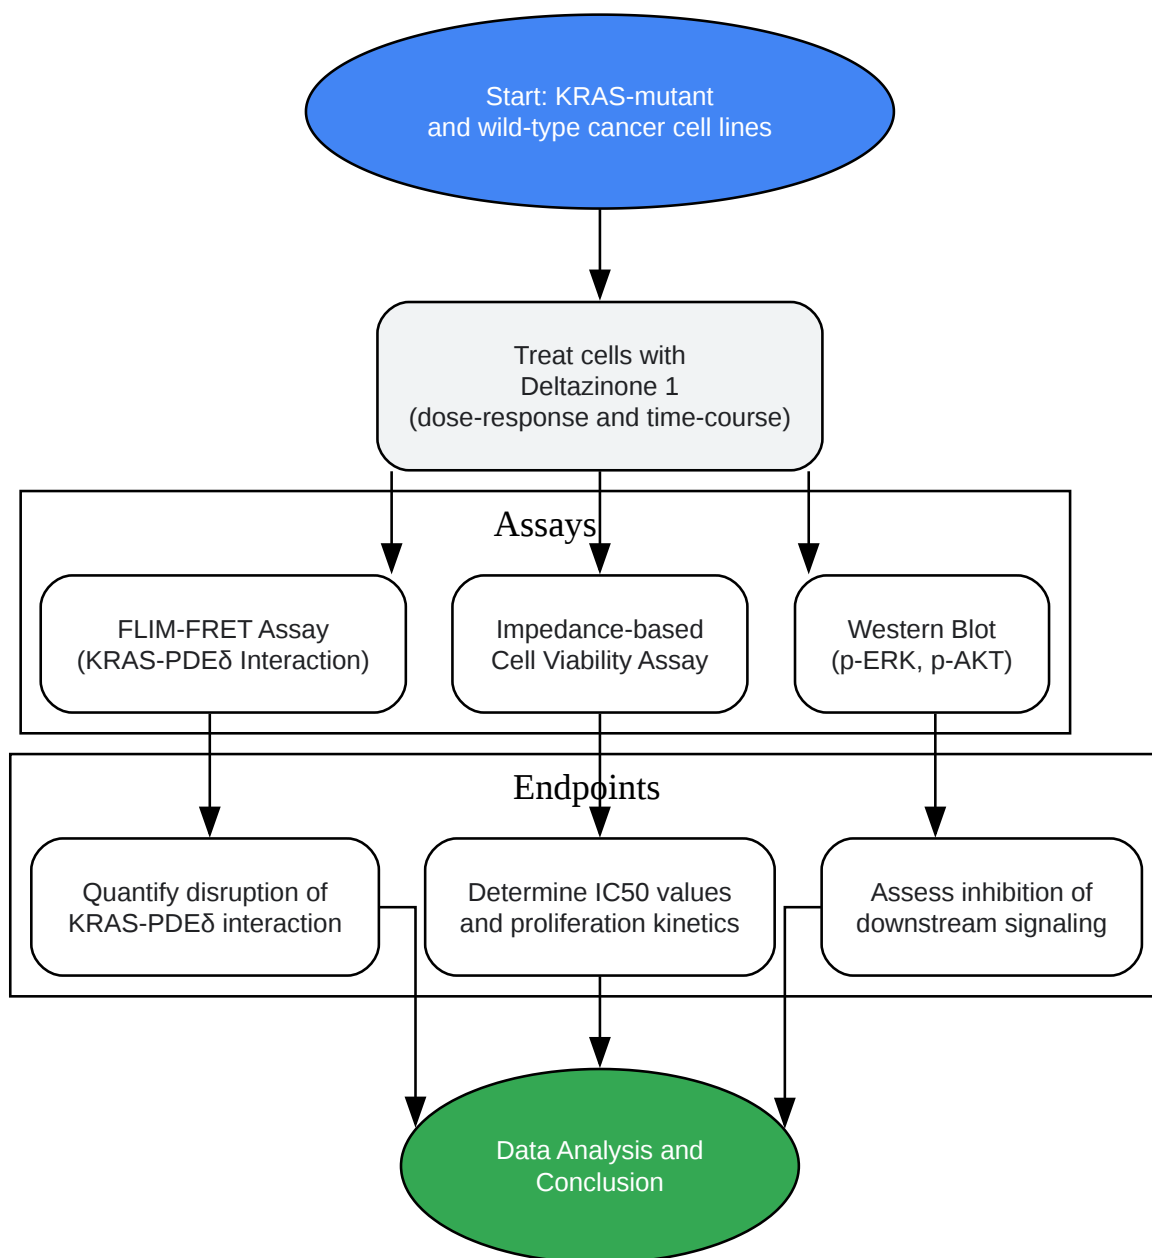 Start: KRAS-mutant
and wild-type cancer cell lines
Treat cells with
Deltazinone 1
(dose-response and time-course)
Assays
FLIM-FRET Assay
(KRAS-PDEδ Interaction)
Impedance-based
Cell Viability Assay
Western Blot
(p-ERK, p-AKT)
Endpoints
Quantify disruption of
KRAS-PDEδ interaction
Determine IC50 values
and proliferation kinetics
Assess inhibition of
downstream signaling
Data Analysis and
Conclusion